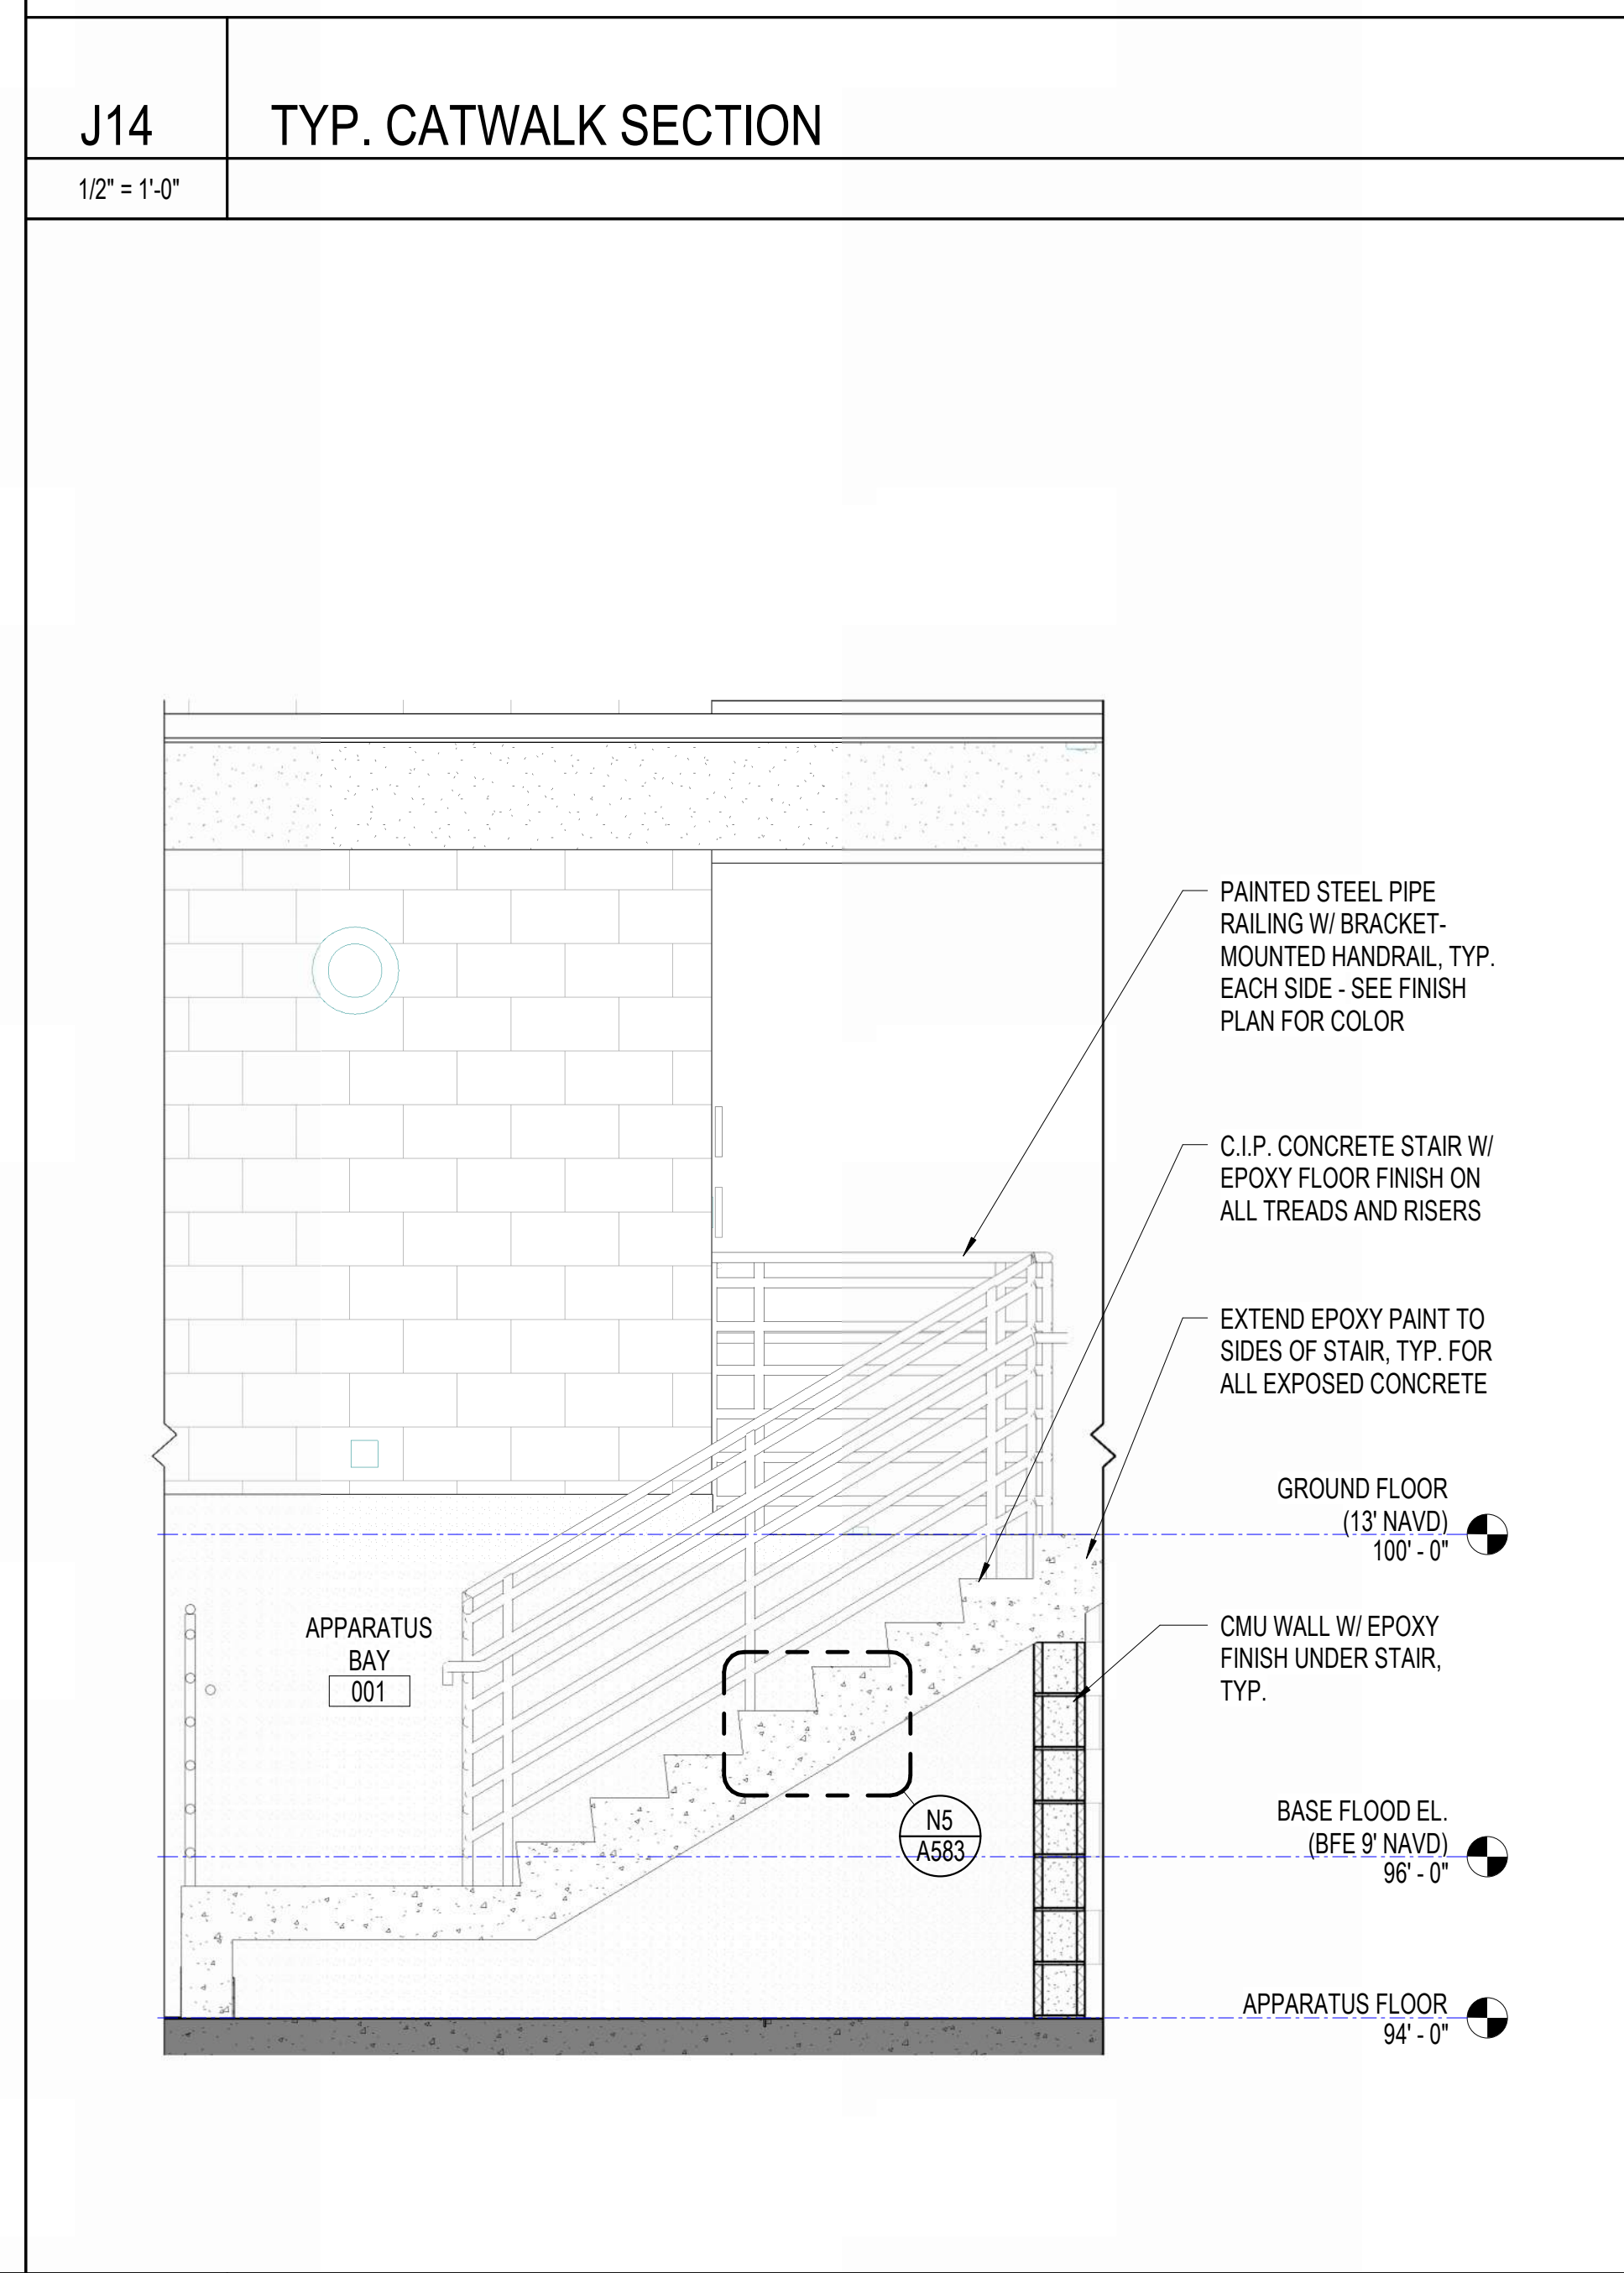 J14
TYP. CATWALK SECTION
1/2" = 1'-0"
PAINTED STEEL PIPE
RAILING W/ BRACKET-
MOUNTED HANDRAIL, TYP.
EACH SIDE - SEE FINISH
PLAN FOR COLOR
C.I.P. CONCRETE STAIR W/
EPOXY FLOOR FINISH ON
ALL TREADS AND RISERS
EXTEND EPOXY PAINT TO
SIDES OF STAIR, TYP. FOR
ALL EXPOSED CONCRETE
GROUND FLOOR
(13' NAVD)
100' - 0"
APPARATUS
BAY
001
CMU WALL W/ EPOXY
FINISH UNDER STAIR,
TYP.
N5
A583
BASE FLOOD EL.
(BFE 9' NAVD)
96' - 0"
APPARATUS FLOOR
94' - 0"